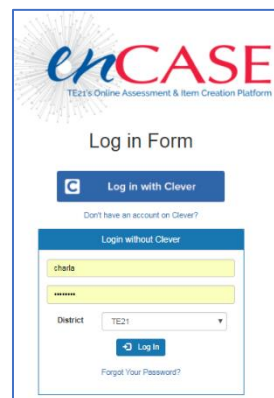 enCASE
TE21's Online Assessment & Item Creation Platform
Log in Form
C Log in with Clever
Don't have an account on Clever?
Login without Clever
charla
••••••••
District TE21
Log In
Forgot Your Password?